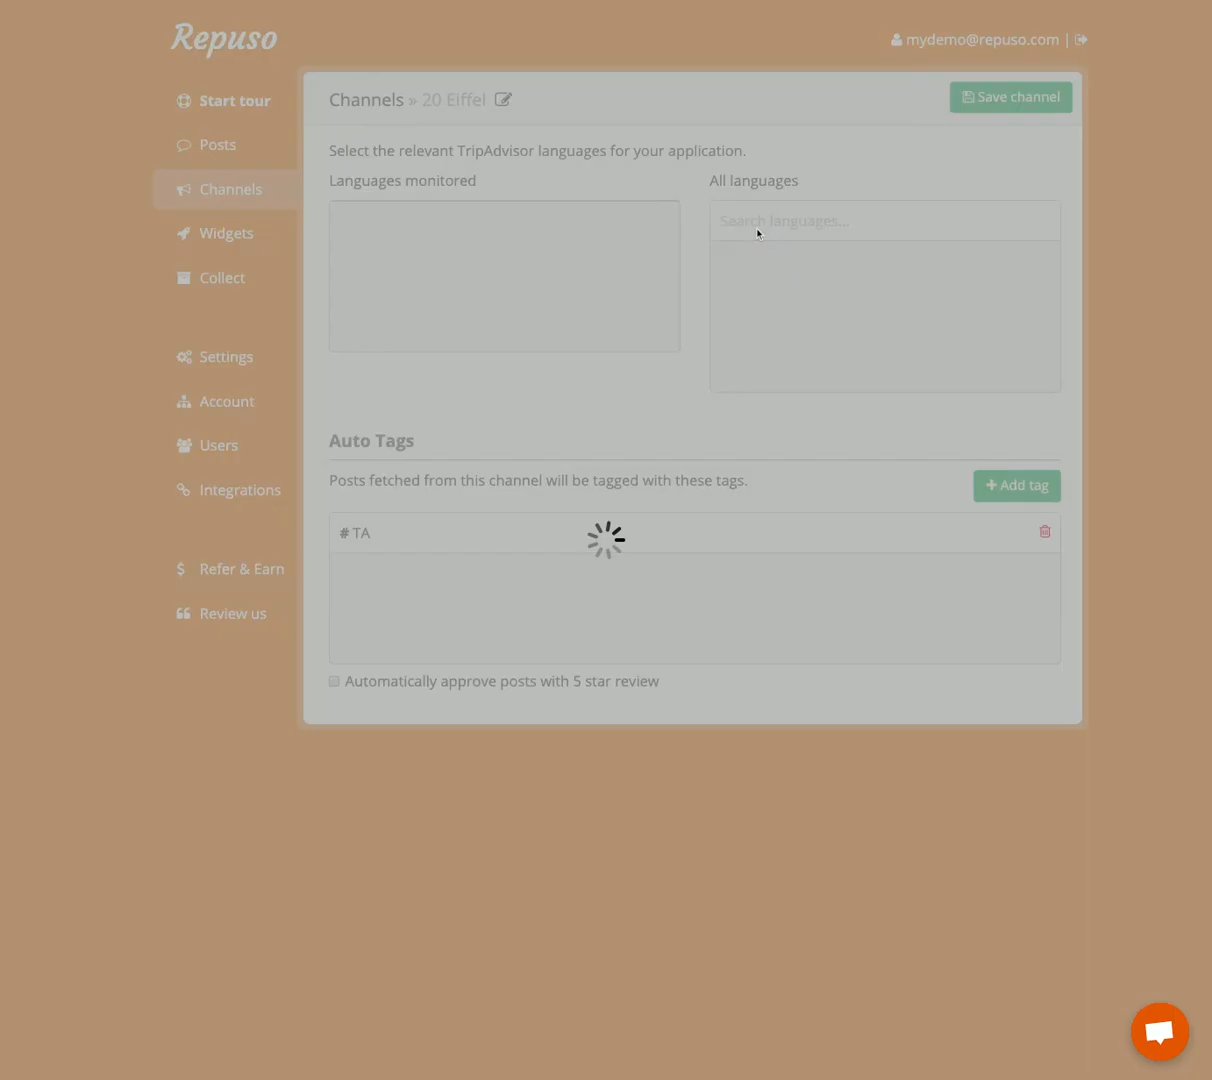 Repuso
mydemo@repuso.com |
Start tour
Posts
Channels
Widgets
Collect
Settings
Account
Users
Integrations
$ Refer & Earn
Review us
Channels » 20 Eiffel
Save channel
Select the relevant TripAdvisor languages for your application.
Languages monitored
All languages
Search languages...
Auto Tags
Posts fetched from this channel will be tagged with these tags.
+ Add tag
# TA
Automatically approve posts with 5 star review